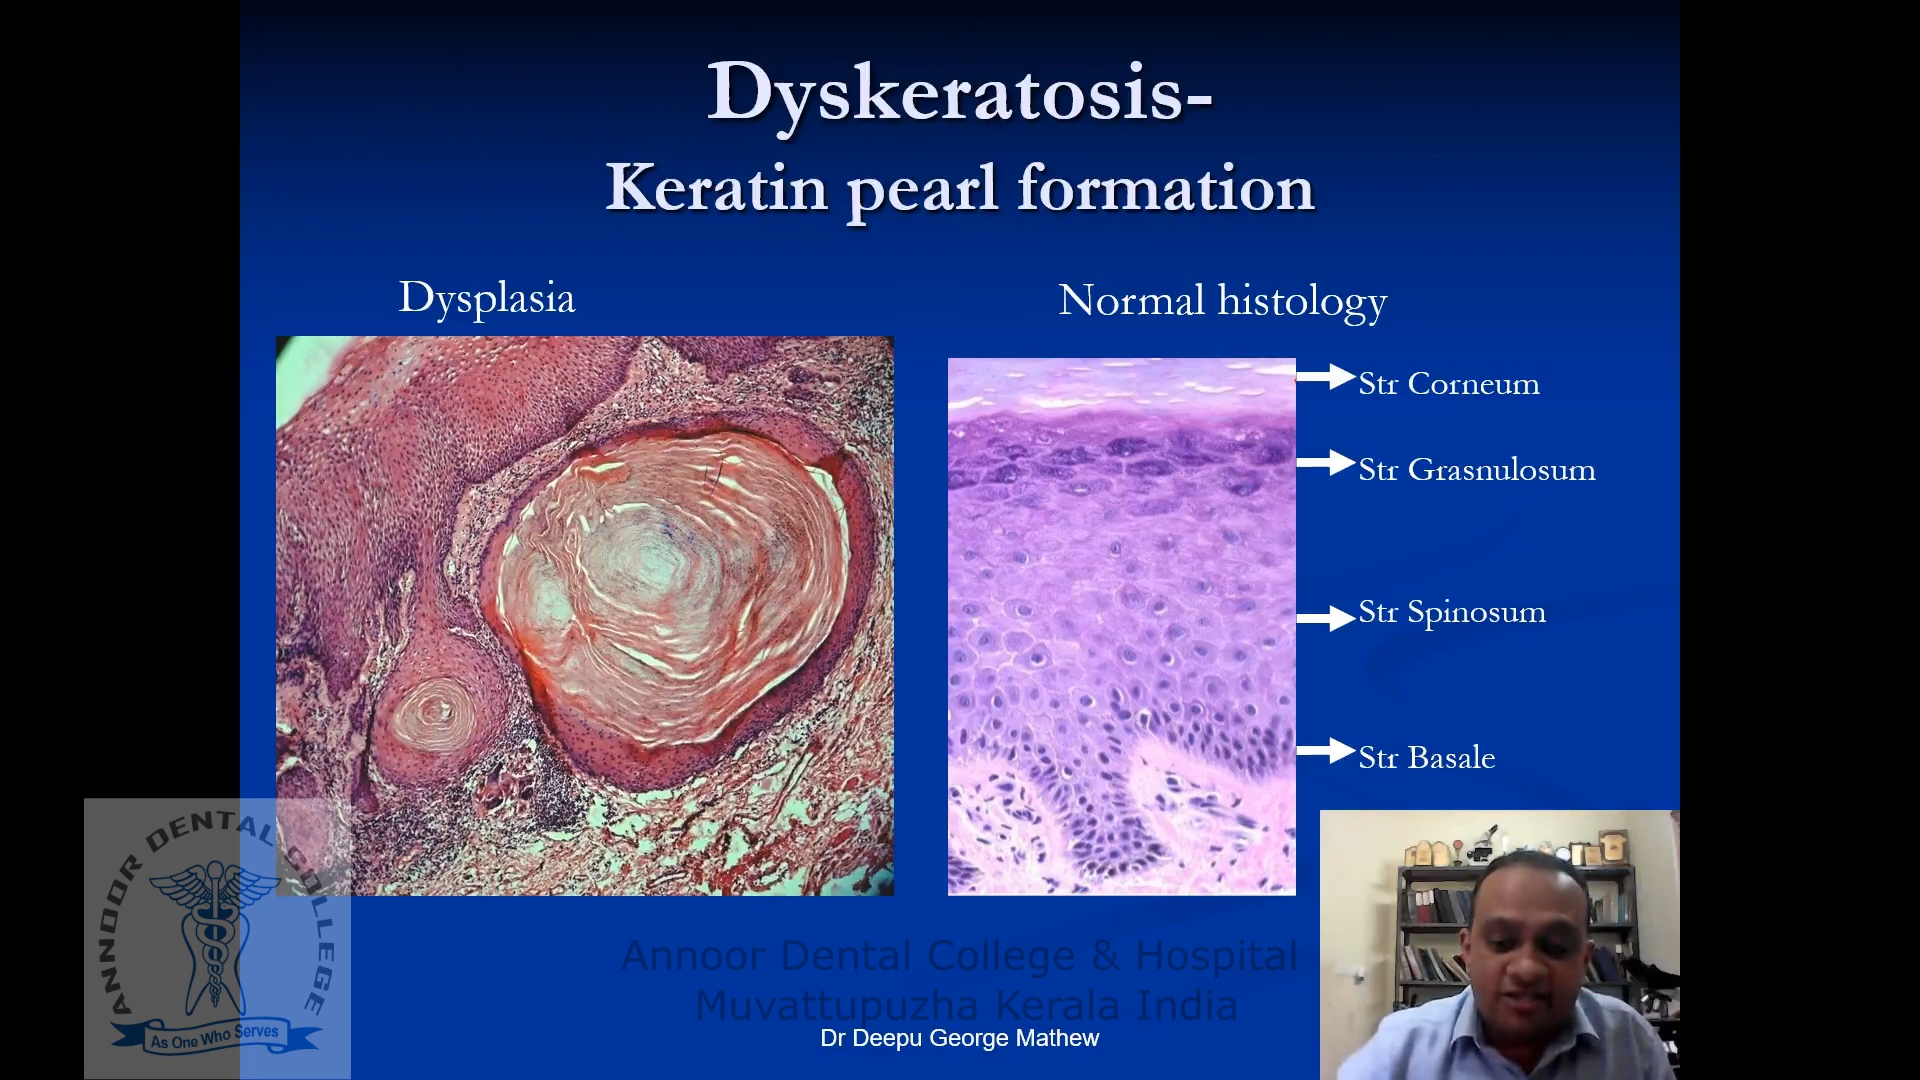 Dyskeratosis-
Keratin pearl formation
Dysplasia
Normal histology
Str Corneum
Str Grasnulosum
Str Spinosum
Str Basale
ANNOOR DENTAL COLLEGE
As One Who Serves
Annoor Dental College & Hospital
Muvattupuzha Kerala India
Dr Deepu George Mathew